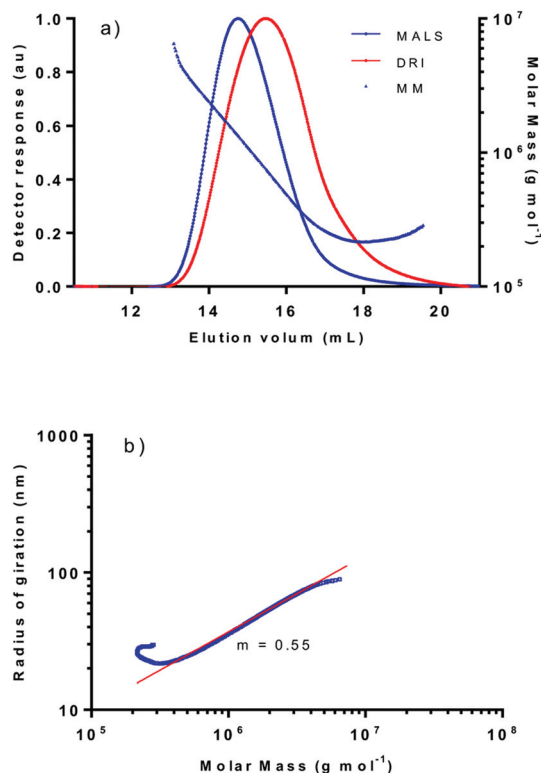 a)
MALS
DRI
MM
Detector response (au)
1.0
0.8
0.6
0.4
0.2
0.0
12
14
16
18
20
Elution volum (mL)
10⁷
10⁶
10⁵
Molar Mass (g mol⁻¹)
b)
Radius of giration (nm)
1000
100
10
m = 0.55
10⁵
10⁶
10⁷
10⁸
Molar Mass (g mol⁻¹)